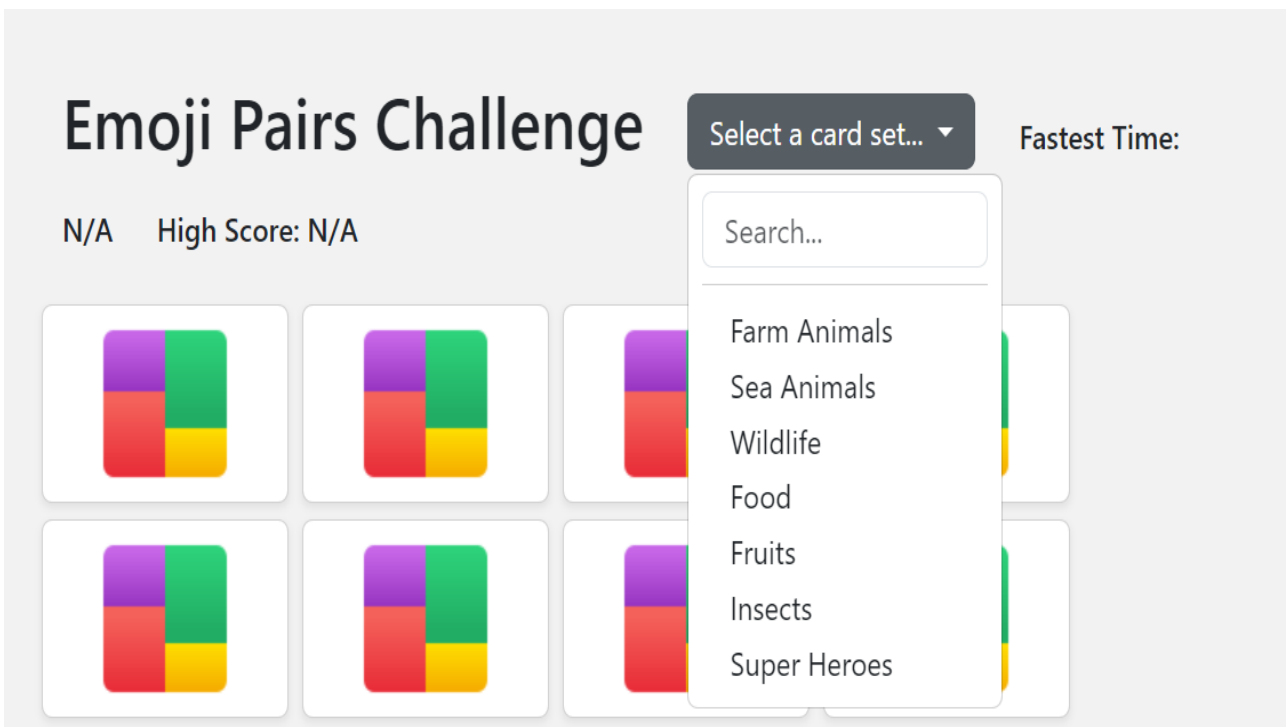 Emoji Pairs Challenge
Select a card set...
Fastest Time:
N/A
High Score: N/A
Search...
Farm Animals
Sea Animals
Wildlife
Food
Fruits
Insects
Super Heroes